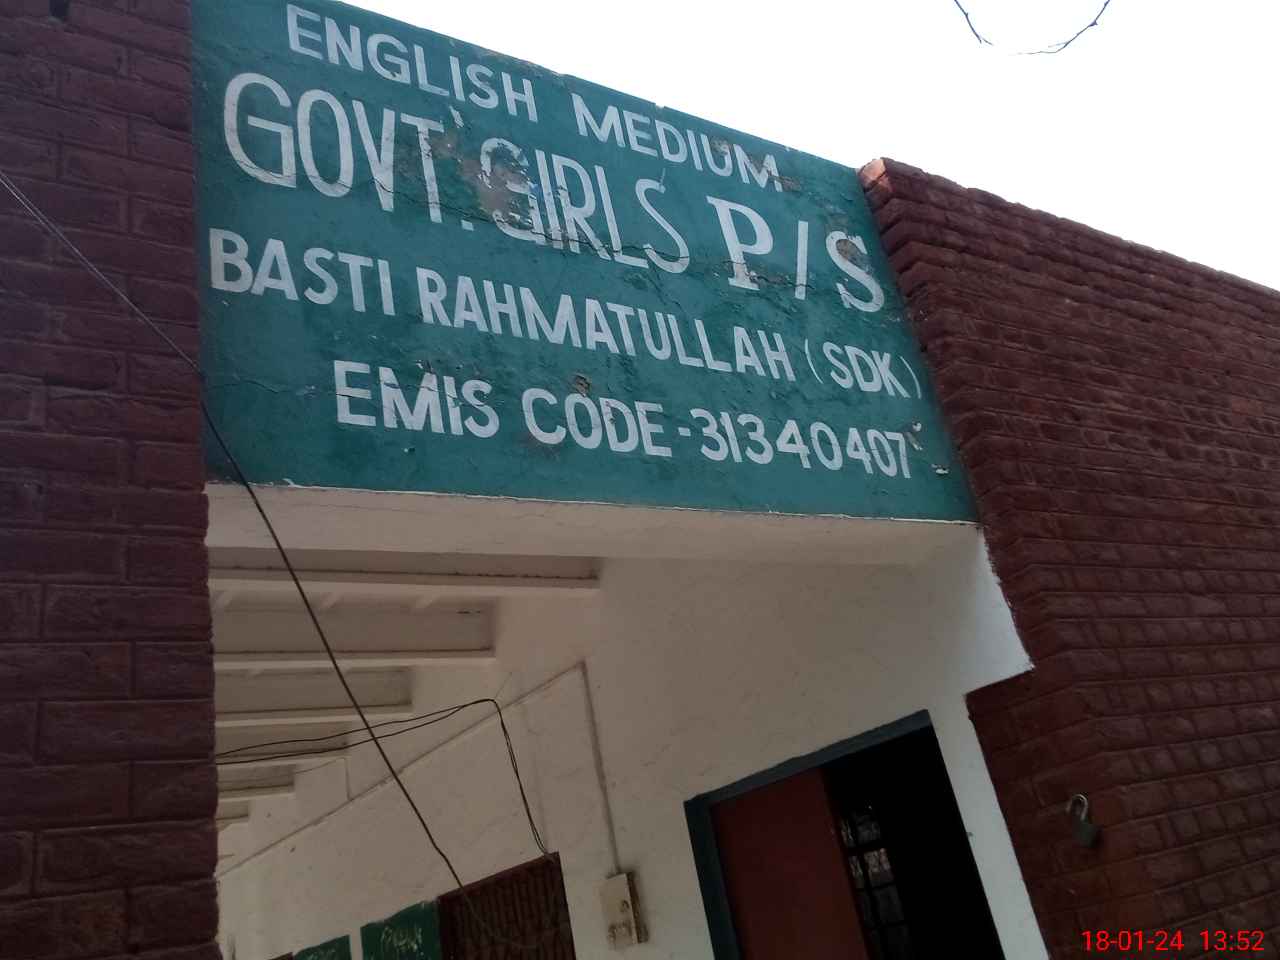 ENGLISH MEDIUM
GOVT. GIRLS P/S
BASTI RAHMATULLAH (SDK)
EMIS CODE-31340407
18-01-24 13:52